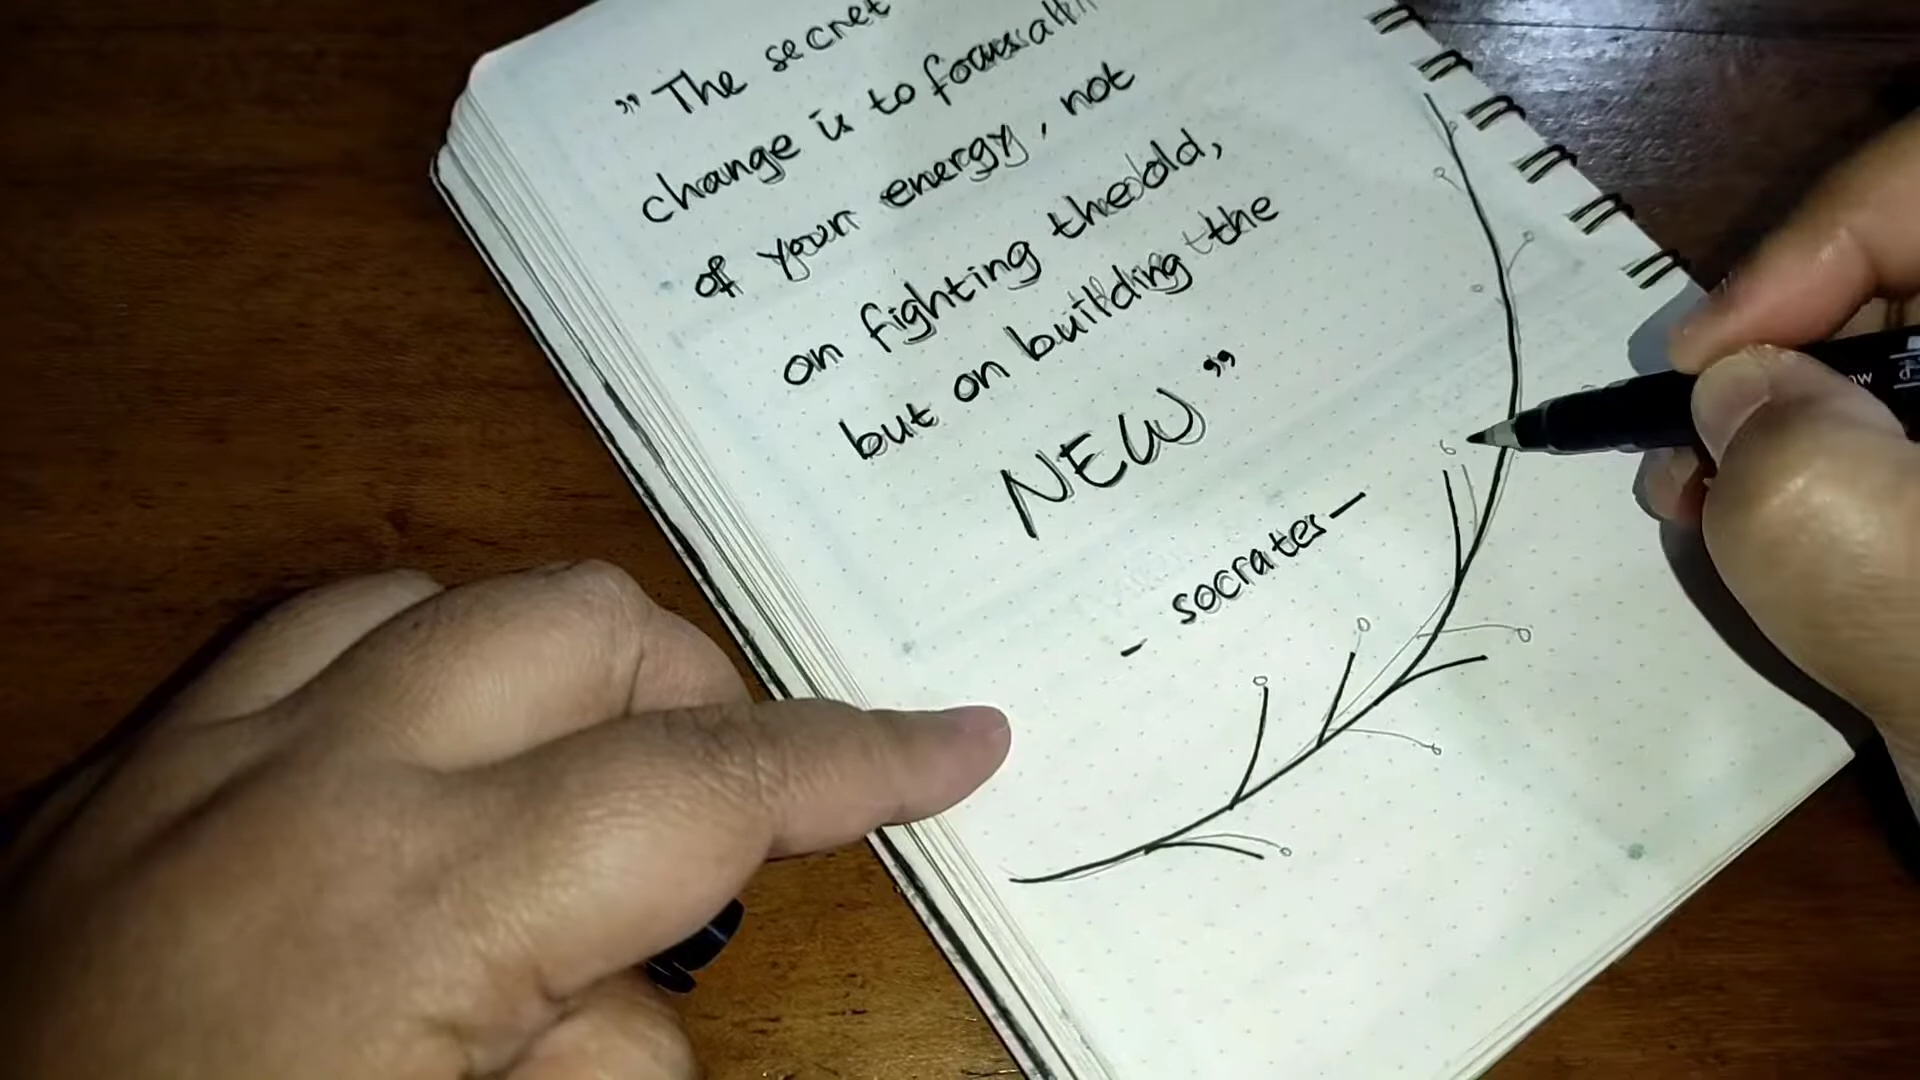 " The secret
change is to focus all
of your energy, not
on fighting the old,
but on building the
NEW "
- socrates -